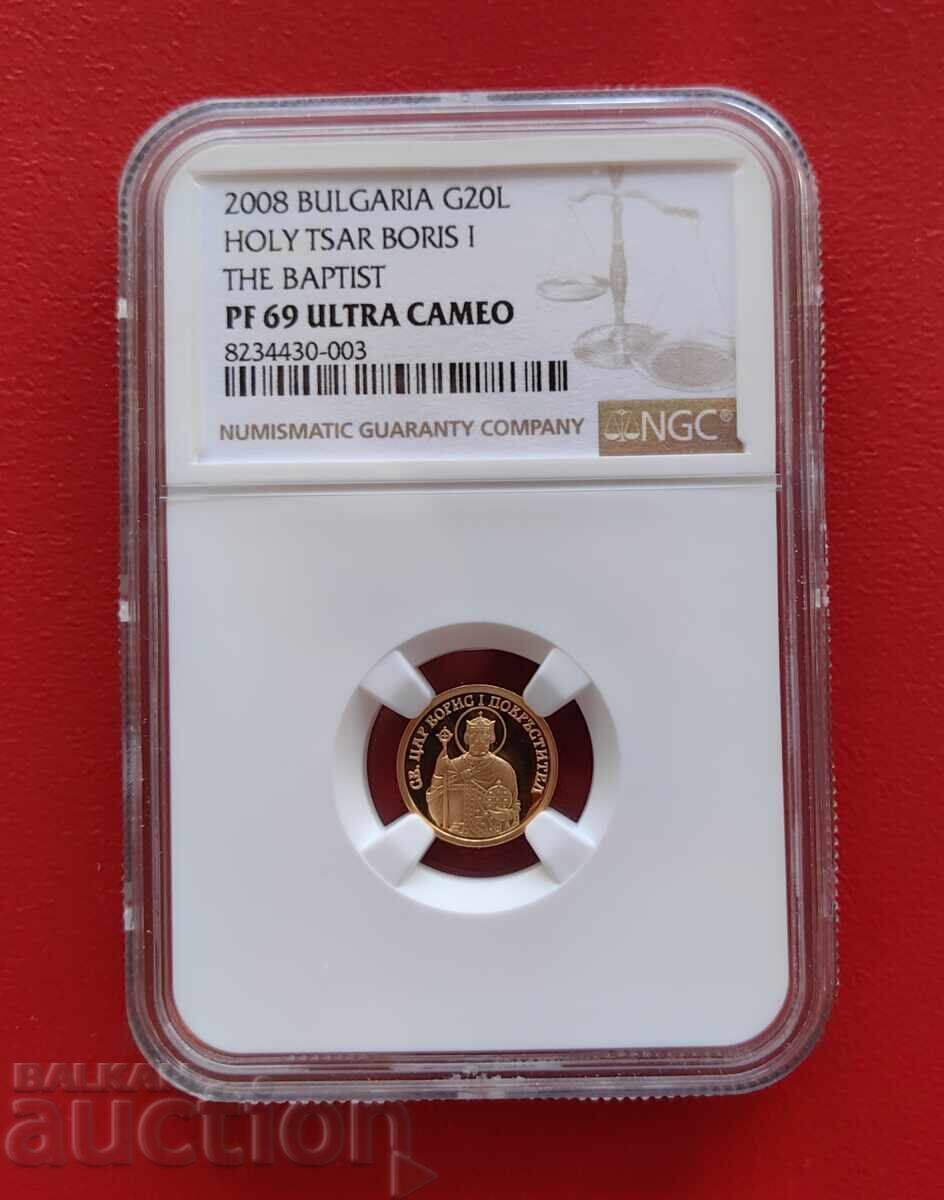 2008 BULGARIA G20L
HOLY TSAR BORIS I
THE BAPTIST
PF 69 ULTRA CAMEO
8234430-003
NUMISMATIC GUARANTY COMPANY
NGC®
СВ. ЦАР БОРИС I ПОКРЪСТИТЕЛ
BALKAN
auction